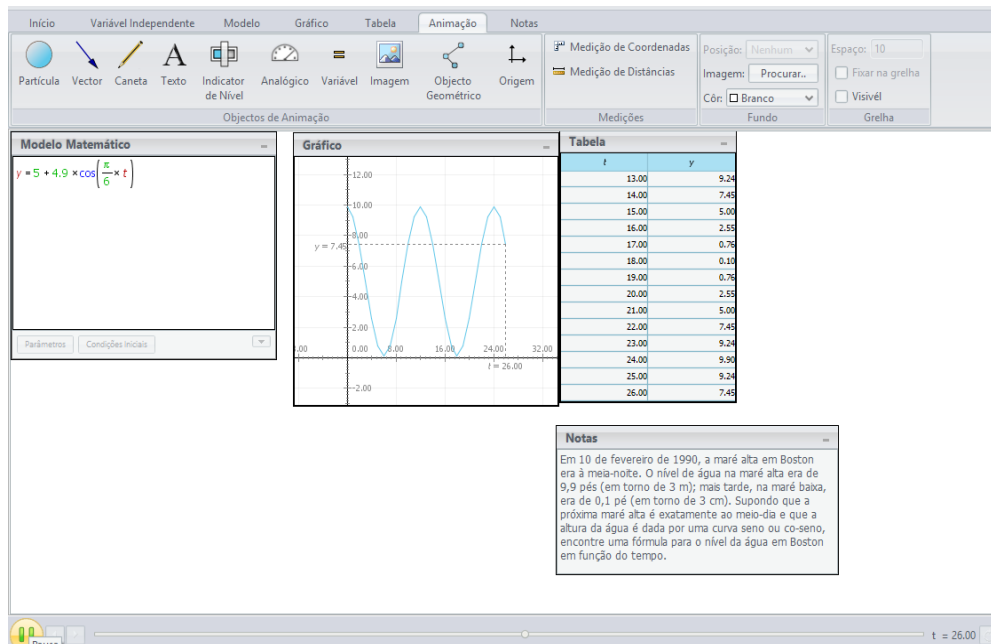 Início Variável Independente Modelo Gráfico Tabela Animação Notas
Partícula Vector Caneta Texto Indicator de Nível Analógico Variável Imagem Objecto Geométrico Origem
Objectos de Animação
Medição de Coordenadas
Medição de Distâncias
Medições
Posição: Nenhum
Imagem: Procurar..
Côr: Branco
Fundo
Espaço: 10
Fixar na grelha
Visivél
Grelha
Modelo Matemático
y = 5 + 4.9 × cos(π/6 × t)
Parâmetros Condições Iniciais
Gráfico
12.00
10.00
8.00
y = 7.45
6.00
4.00
2.00
0.00 8.00 16.00 24.00 32.00
t = 26.00
-2.00
Tabela
t y
13.00 9.24
14.00 7.45
15.00 5.00
16.00 2.55
17.00 0.76
18.00 0.10
19.00 0.76
20.00 2.55
21.00 5.00
22.00 7.45
23.00 9.24
24.00 9.90
25.00 9.24
26.00 7.45
Notas
Em 10 de fevereiro de 1990, a maré alta em Boston
era à meia-noite. O nível de água na maré alta era de
9,9 pés (em torno de 3 m); mais tarde, na maré baixa,
era de 0,1 pé (em torno de 3 cm). Supondo que a
próxima maré alta é exatamente ao meio-dia e que a
altura da água é dada por uma curva seno ou co-seno,
encontre uma fórmula para o nível da água em Boston
em função do tempo.
t = 26.00